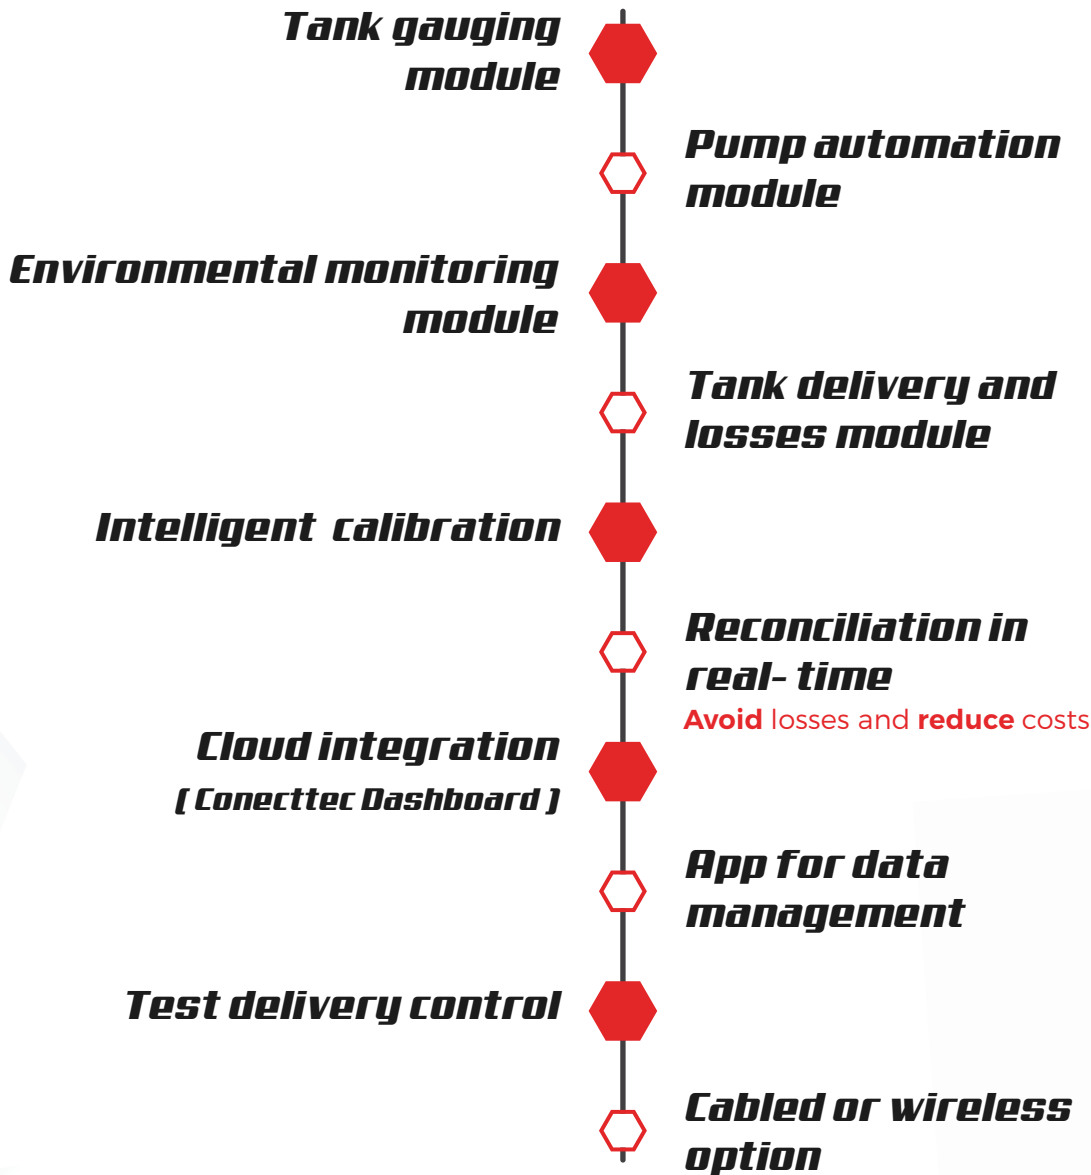 Tank gauging
module
Pump automation
module
Environmental monitoring
module
Tank delivery and
losses module
Intelligent calibration
Reconciliation in
real- time
Avoid losses and reduce costs
Cloud integration
( Conecttec Dashboard )
App for data
management
Test delivery control
Cabled or wireless
option